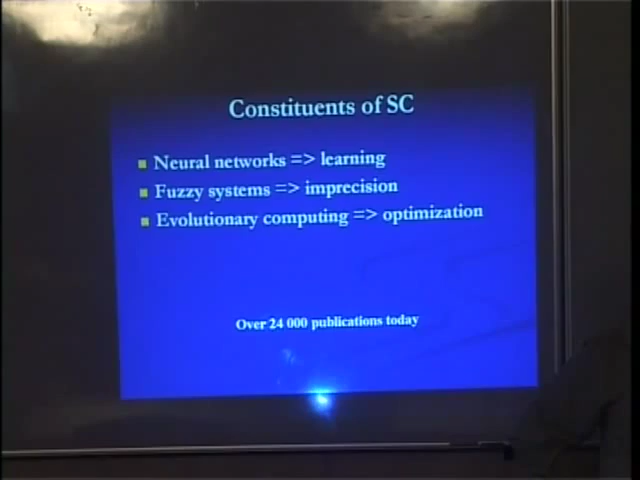 Constituents of SC
Neural networks => learning
Fuzzy systems => imprecision
Evolutionary computing => optimization
Over 24 000 publications today